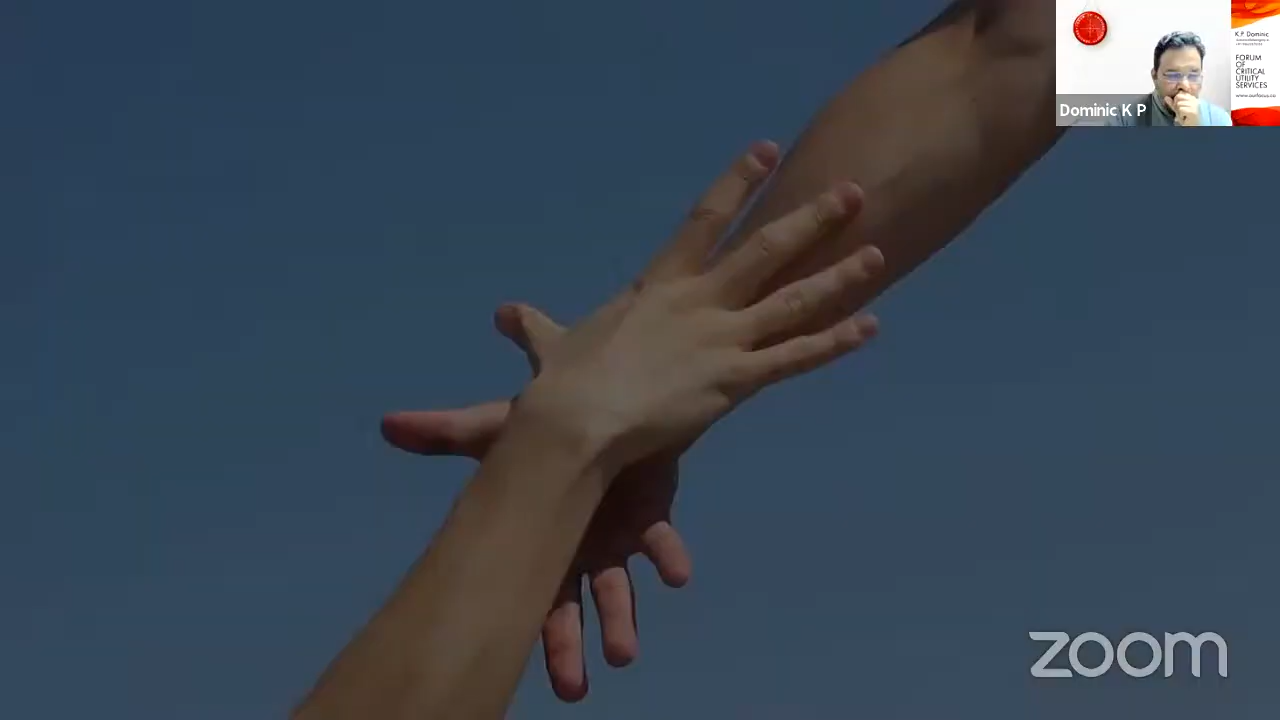 K P Dominic
FORUM
OF
CRITICAL
UTILITY
SERVICES
Dominic K P
zoom